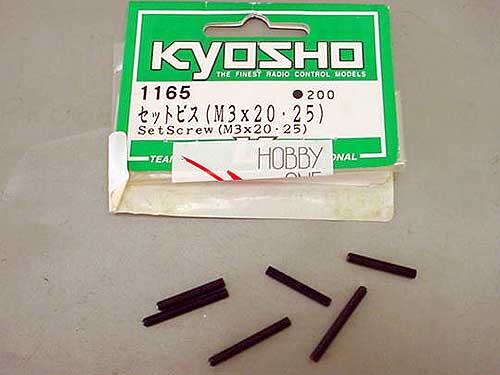 KYOSHO
THE FINEST RADIO CONTROL MODELS
1165 ●200
セットビス(M3x20・25)
SetScrew(M3x20・25)
TEAM
HOBBY